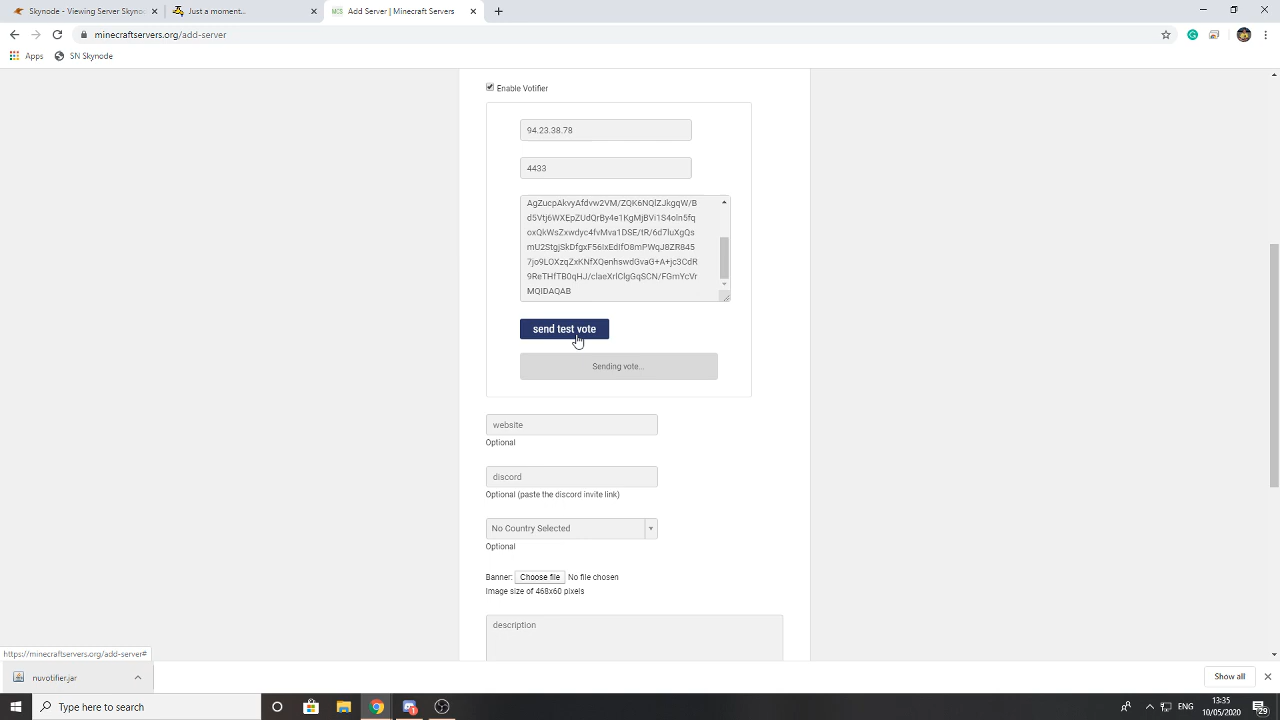 Skynode - Viewing Server Skyno
Just a moment...
MCS Add Server | Minecraft Servers
minecraftservers.org/add-server
Apps SN Skynode
Enable Votifier
94.23.38.78
4433
AgZucpAkvyAfdvw2VM/ZQK6NQlZJkgqW/B
d5Vtj6WXEpZUdQrBy4e1KgMjBVi1S4oln5fq
oxQkWsZxwdyc4fvMva1DSE/tR/6d7luXgQs
mU2StgjSkDfgxF56IxEdIfO8mPWqJ8ZR845
7jo9LOXzqZxKNfXQenhswdGvaG+A+jc3CdR
9ReTHfTB0qHJ/claeXrlClgGqSCN/FGmYcVr
MQIDAQAB
send test vote
Sending vote...
website
Optional
discord
Optional (paste the discord invite link)
No Country Selected
Optional
Banner: Choose file No file chosen
Image size of 468x60 pixels
description
https://minecraftservers.org/add-server#
nuvotifier.jar
Show all
Type here to search
ENG
13:35
10/05/2020
29